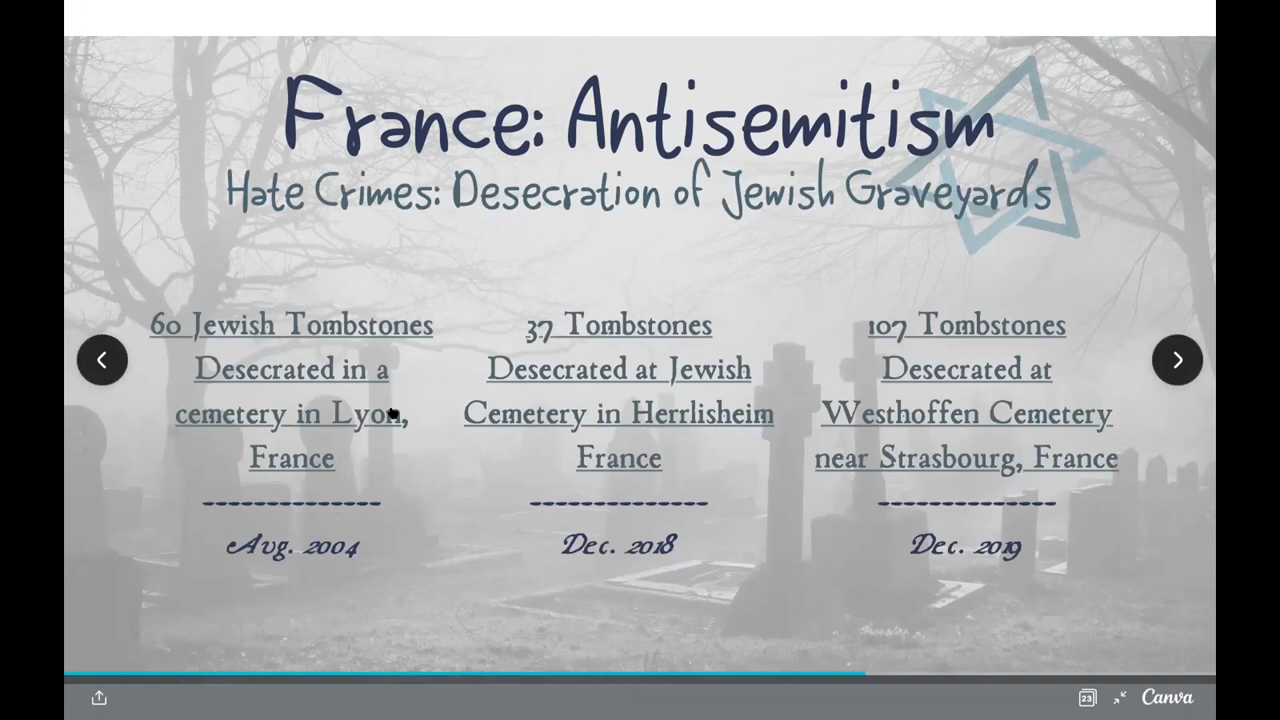 France: Antisemitism
Hate Crimes: Desecration of Jewish Graveyards
60 Jewish Tombstones
Desecrated in a
cemetery in Lyon,
France
--------------
Aug. 2004
37 Tombstones
Desecrated at Jewish
Cemetery in Herrlisheim
France
--------------
Dec. 2018
107 Tombstones
Desecrated at
Westhoffen Cemetery
near Strasbourg, France
--------------
Dec. 2019
23
Canva